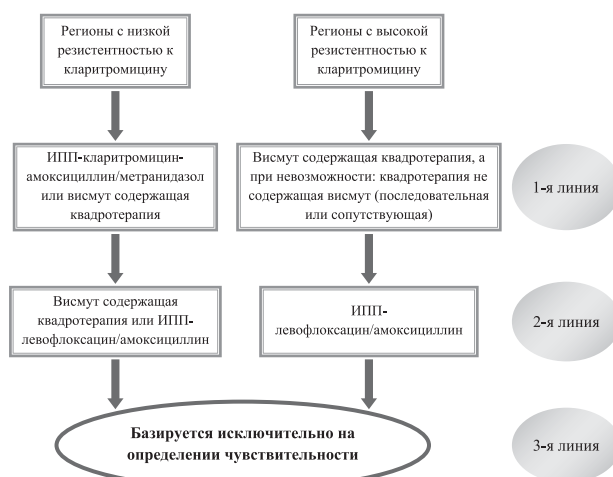 Регионы с низкой
резистентностью к
кларитромицину
Регионы с высокой
резистентностью к
кларитромицину
ИПП-кларитромицин-
амоксициллин/метранидазол
или висмут содержащая
квадротерапия
Висмут содержащая квадротерапия, а
при невозможности: квадротерапия не
содержащая висмут (последовательная
или сопутствующая)
1-я линия
Висмут содержащая
квадротерапия или ИПП-
левофлоксацин/амоксициллин
ИПП-
левофлоксацин/амоксициллин
2-я линия
Базируется исключительно на
определении чувствительности
3-я линия